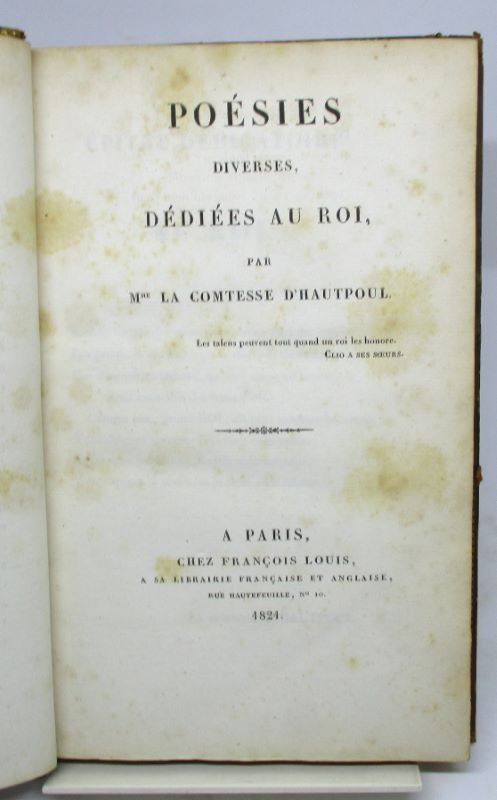 POÉSIES
DIVERSES,
DÉDIÉES AU ROI,
PAR
Mme LA COMTESSE D'HAUTPOUL.
Les talens peuvent tout quand un roi les honore.
CLIO A SES SŒURS.
A PARIS,
CHEZ FRANÇOIS LOUIS,
A SA LIBRAIRIE FRANÇAISE ET ANGLAISE,
RUE HAUTEFEUILLE, No 10.
1821.